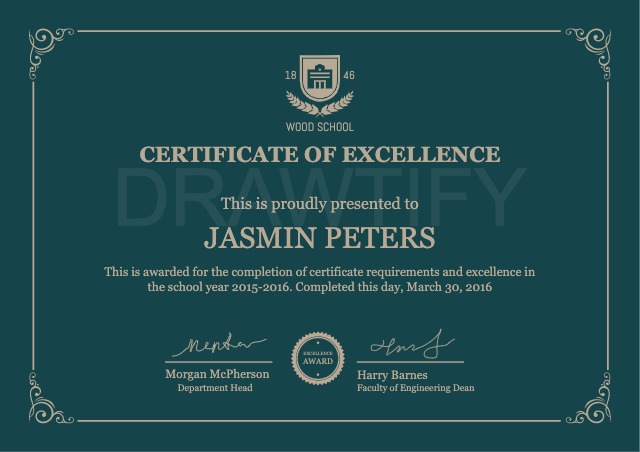 18 46
WOOD SCHOOL
CERTIFICATE OF EXCELLENCE
DRAWTIFY
This is proudly presented to
JASMIN PETERS
This is awarded for the completion of certificate requirements and excellence in
the school year 2015-2016. Completed this day, March 30, 2016
EXCELLENCE
AWARD
Morgan McPherson
Department Head
Harry Barnes
Faculty of Engineering Dean